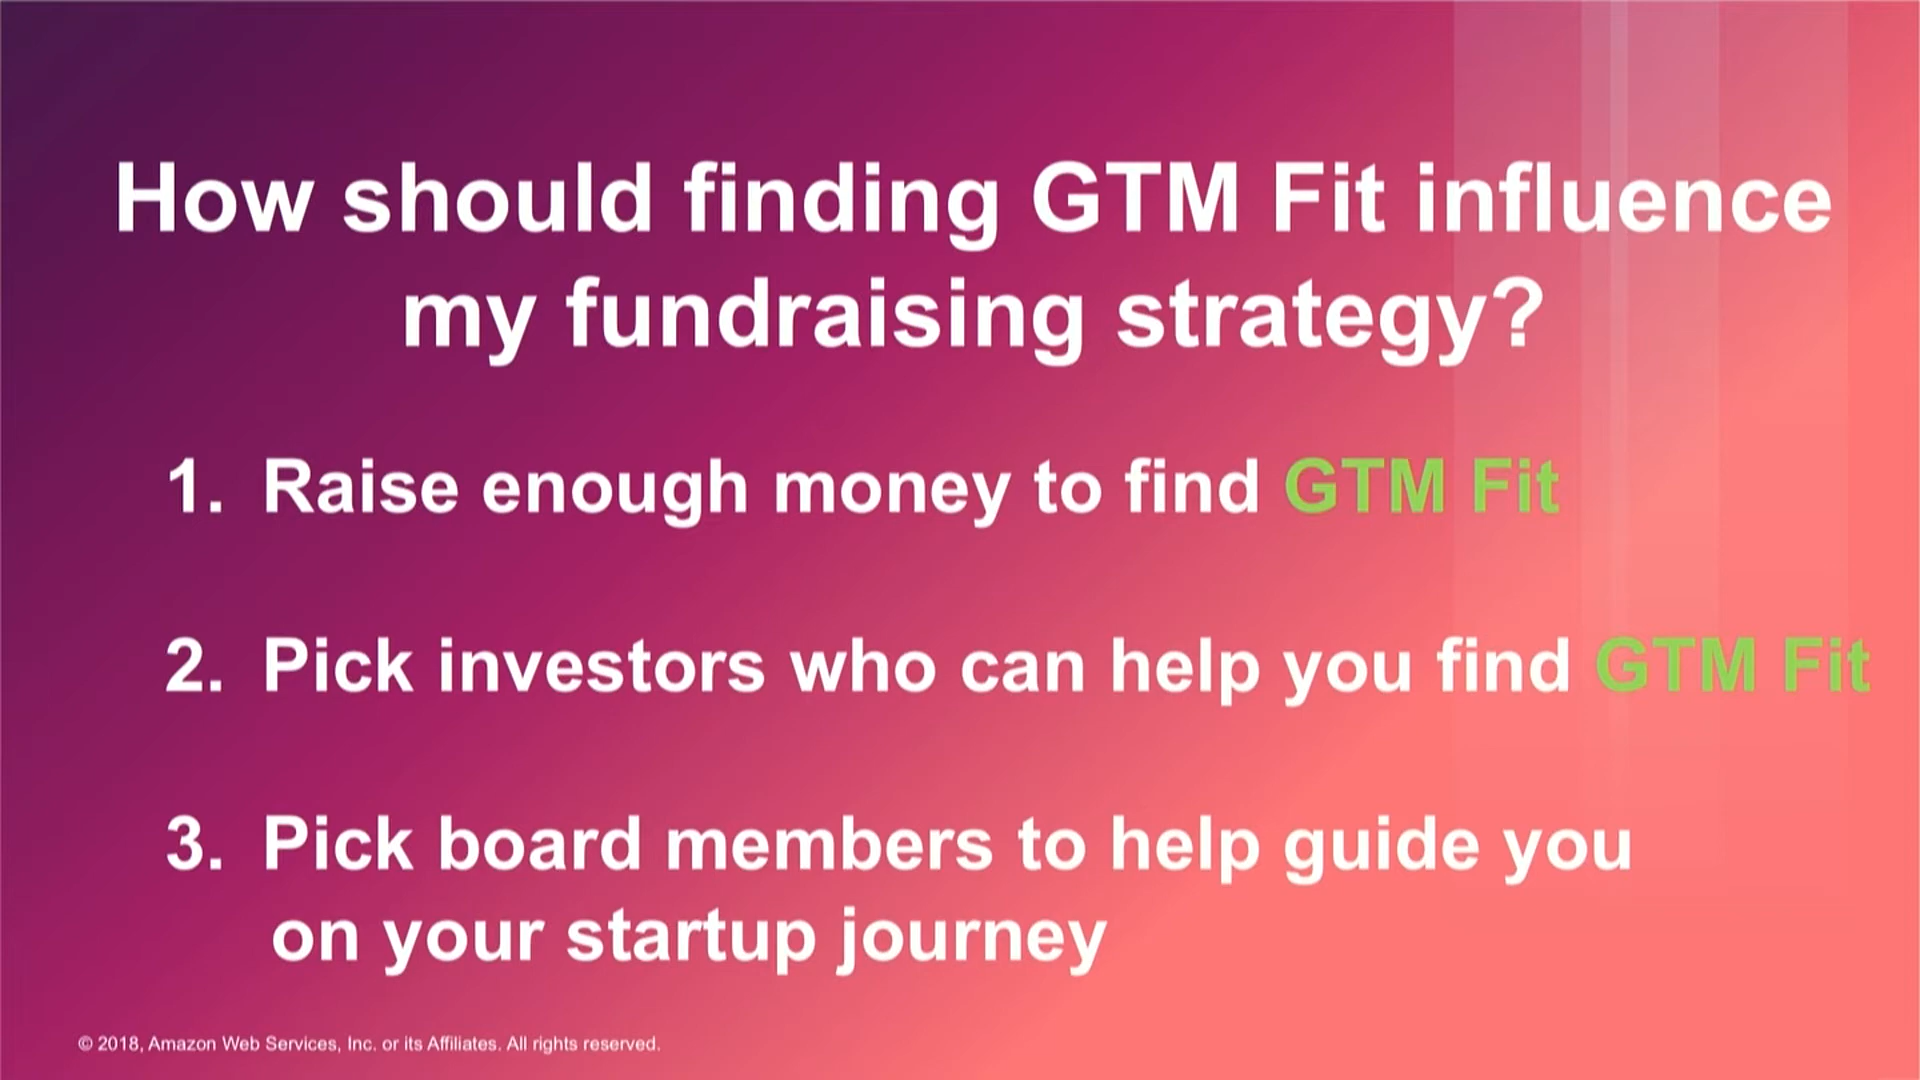 How should finding GTM Fit influence
my fundraising strategy?
1. Raise enough money to find GTM Fit
2. Pick investors who can help you find GTM Fit
3. Pick board members to help guide you
on your startup journey
© 2018, Amazon Web Services, Inc. or its Affiliates. All rights reserved.